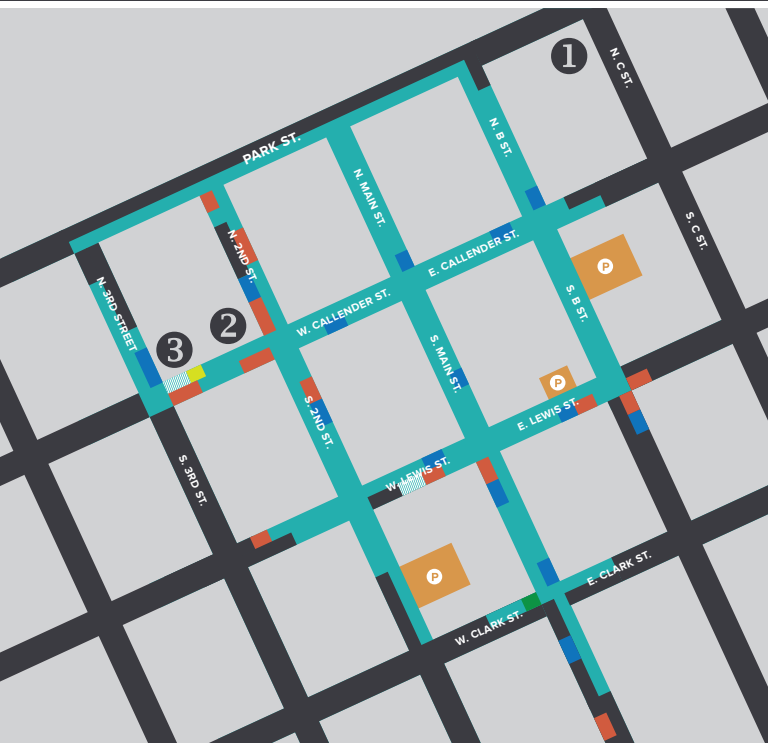 1
N. C ST.
PARK ST.
N. B ST.
N. MAIN ST.
S. C ST.
N. 2ND ST.
E. CALLENDER ST.
P
N. 3RD STREET
W. CALLENDER ST.
S. B ST.
2
3
S. MAIN ST.
P
S. 2ND ST.
E. LEWIS ST.
W. LEWIS ST.
S. 3RD ST.
P
E. CLARK ST.
W. CLARK ST.